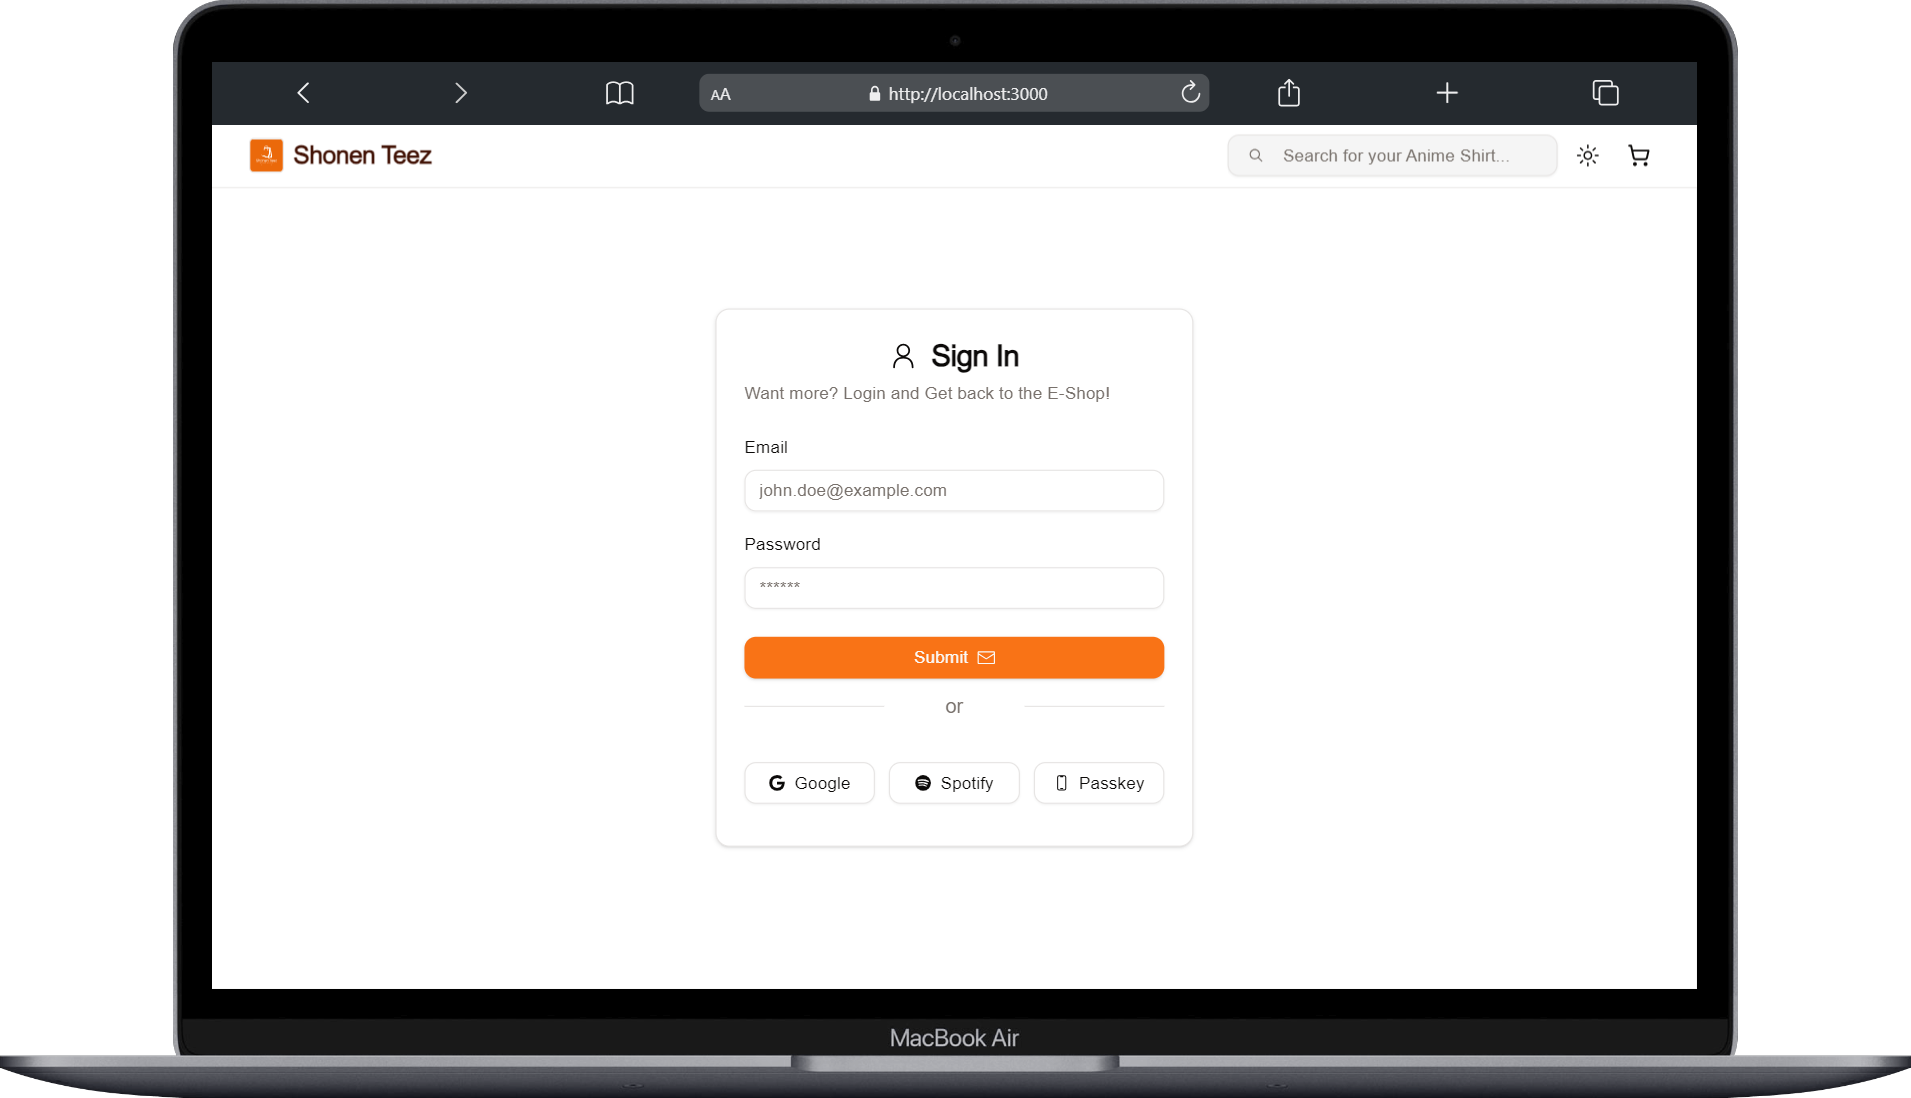 AA
http://localhost:3000
Shonen Teez
Search for your Anime Shirt...
Sign In
Want more? Login and Get back to the E-Shop!
Email
john.doe@example.com
Password
******
Submit
or
Google
Spotify
Passkey
MacBook Air